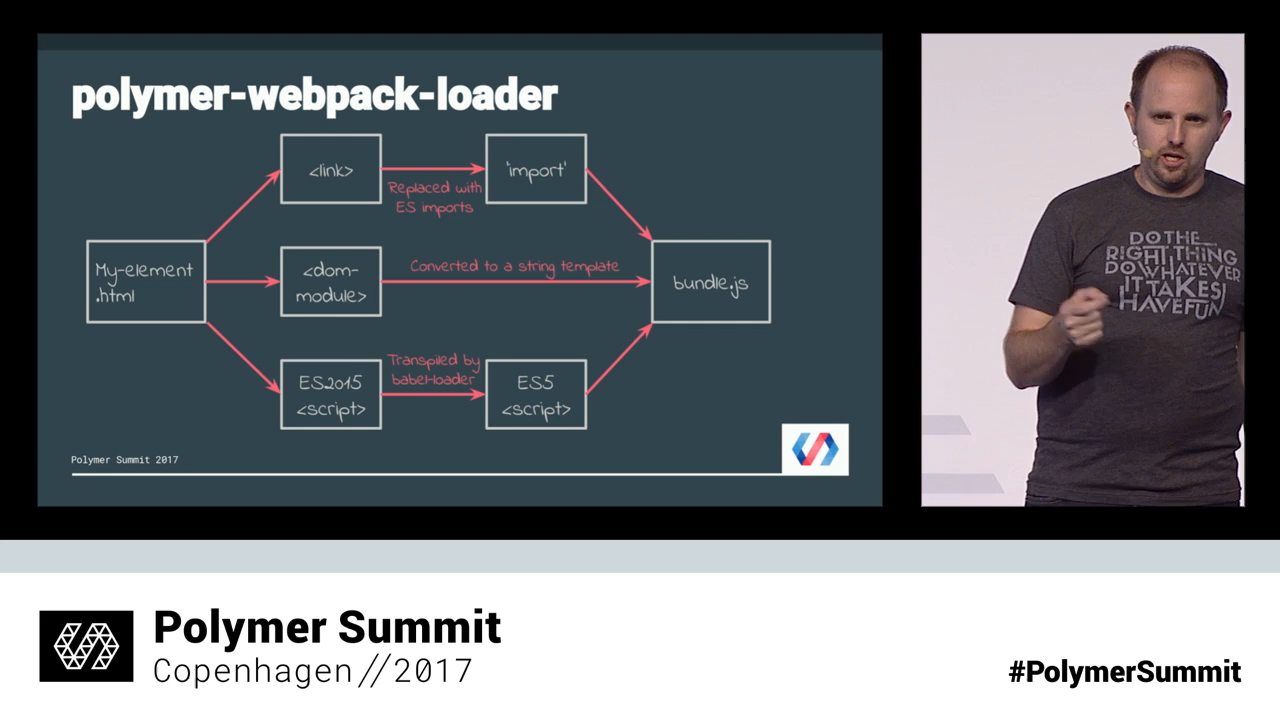 polymer-webpack-loader
<link>
'import'
Replaced with
ES imports
My-element
.html
<dom-
module>
Converted to a string template
bundle.js
Transpiled by
babel-loader
ES2015
<script>
ES5
<script>
Polymer Summit 2017
DO THE
RIGHT THING
DO WHATEVER
IT TAKES
HAVE FUN
Polymer Summit
Copenhagen // 2017
#PolymerSummit